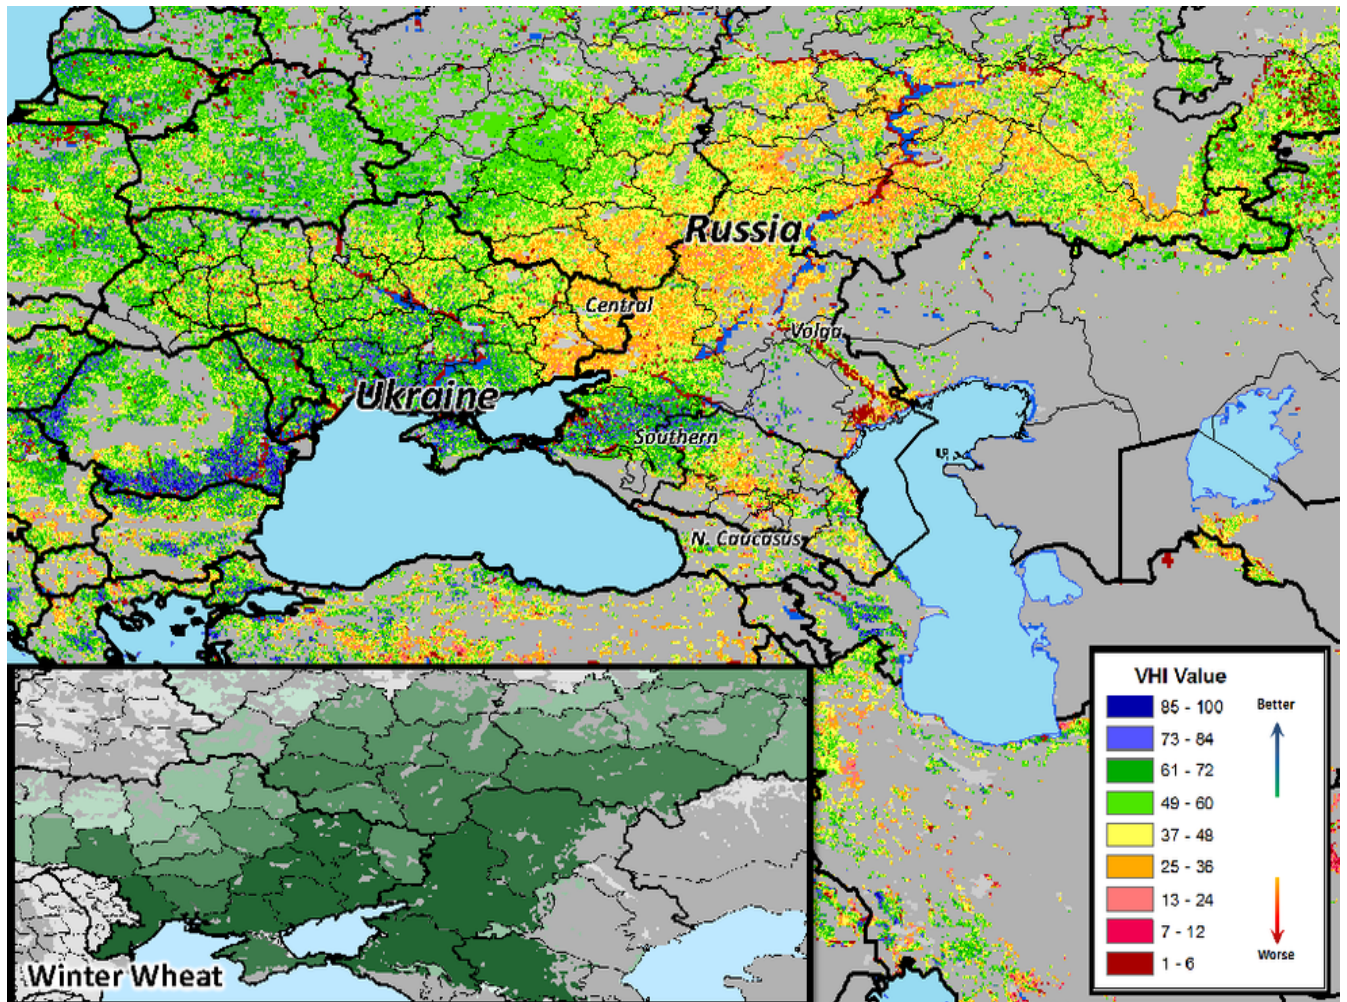 Russia
Central
Volga
Ukraine
Southern
N. Caucasus
Winter Wheat
VHI Value
85 - 100
Better
73 - 84
61 - 72
49 - 60
37 - 48
25 - 36
13 - 24
7 - 12
1 - 6
Worse